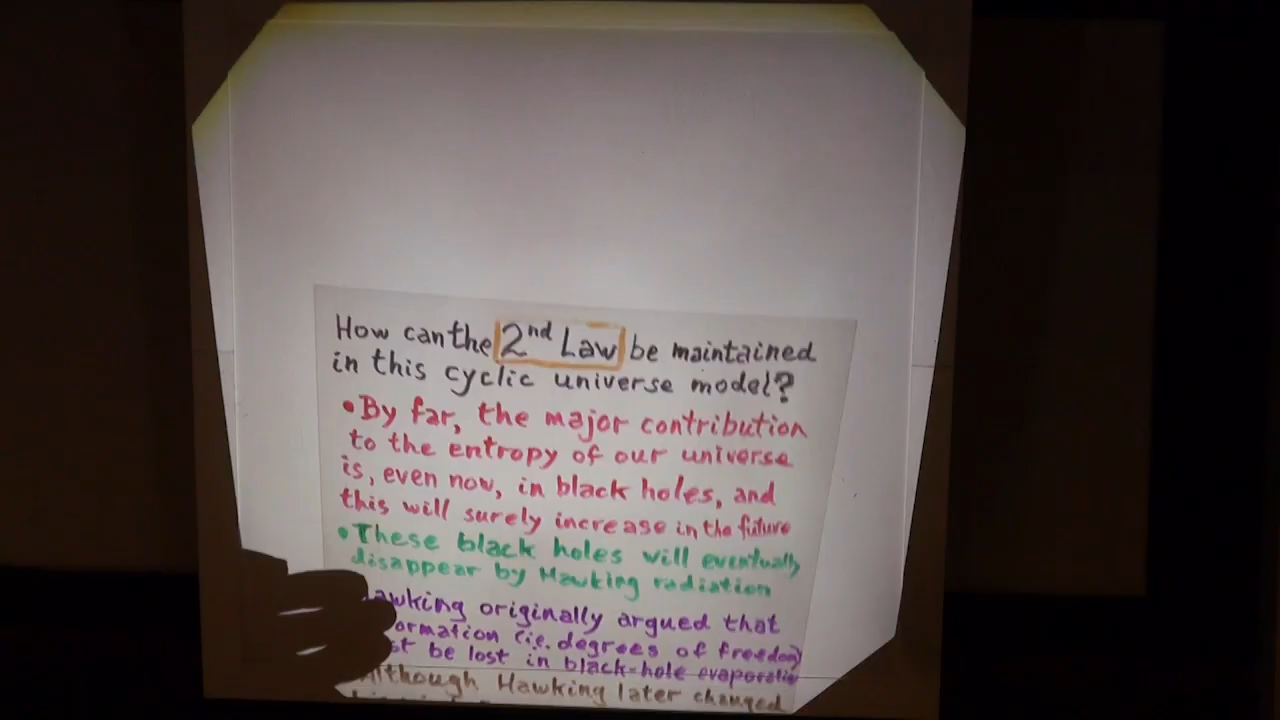 How can the 2nd Law be maintained
in this cyclic universe model?
•By far, the major contribution
to the entropy of our universe
is, even now, in black holes, and
this will surely increase in the future
•These black holes will eventually
disappear by Hawking radiation
awking originally argued that
ormation (i.e. degrees of freedom)
st be lost in black-hole evaporatio
Although Hawking later changed